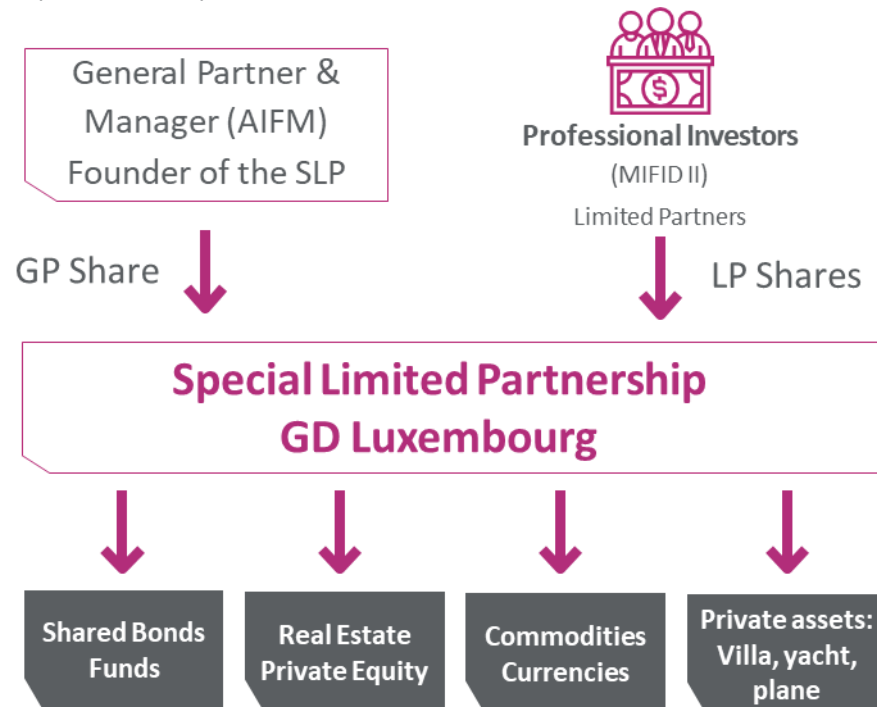 General Partner &
Manager (AIFM)
Founder of the SLP
$
Professional Investors
(MIFID II)
Limited Partners
GP Share
LP Shares
Special Limited Partnership
GD Luxembourg
Shared Bonds
Funds
Real Estate
Private Equity
Commodities
Currencies
Private assets:
Villa, yacht,
plane